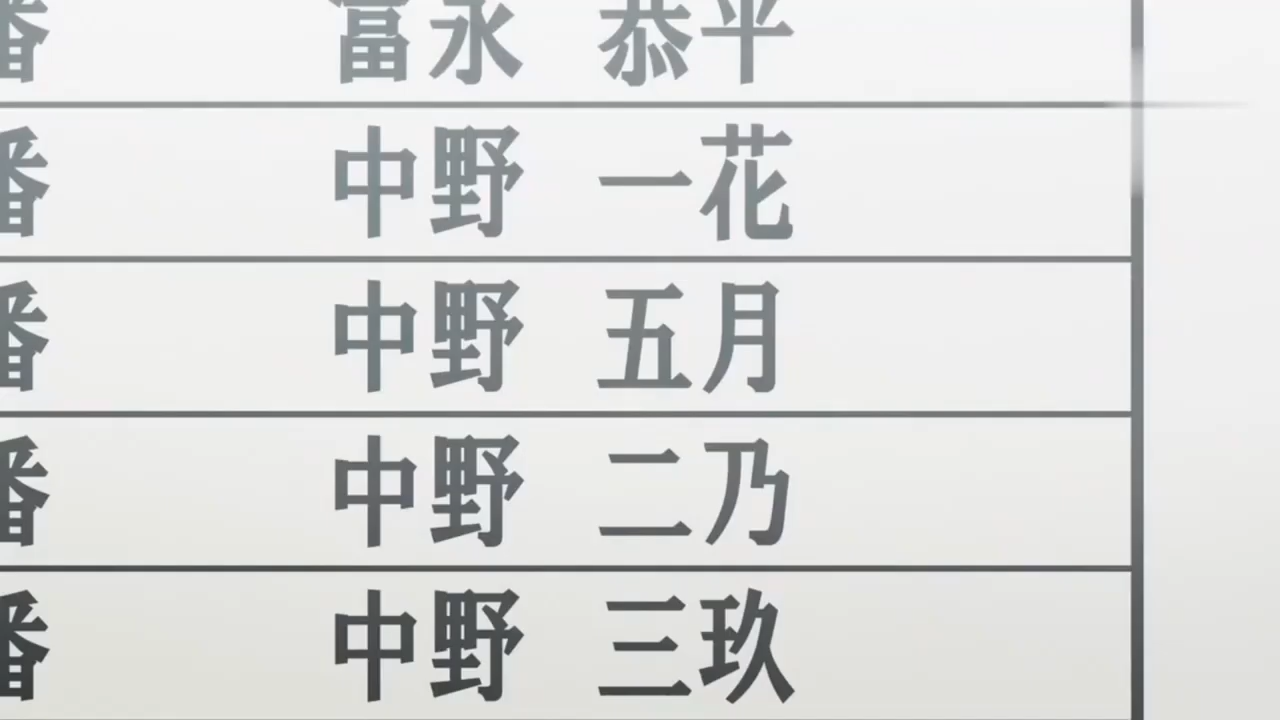 番 富永 恭平
番 中野 一花
番 中野 五月
番 中野 二乃
番 中野 三玖